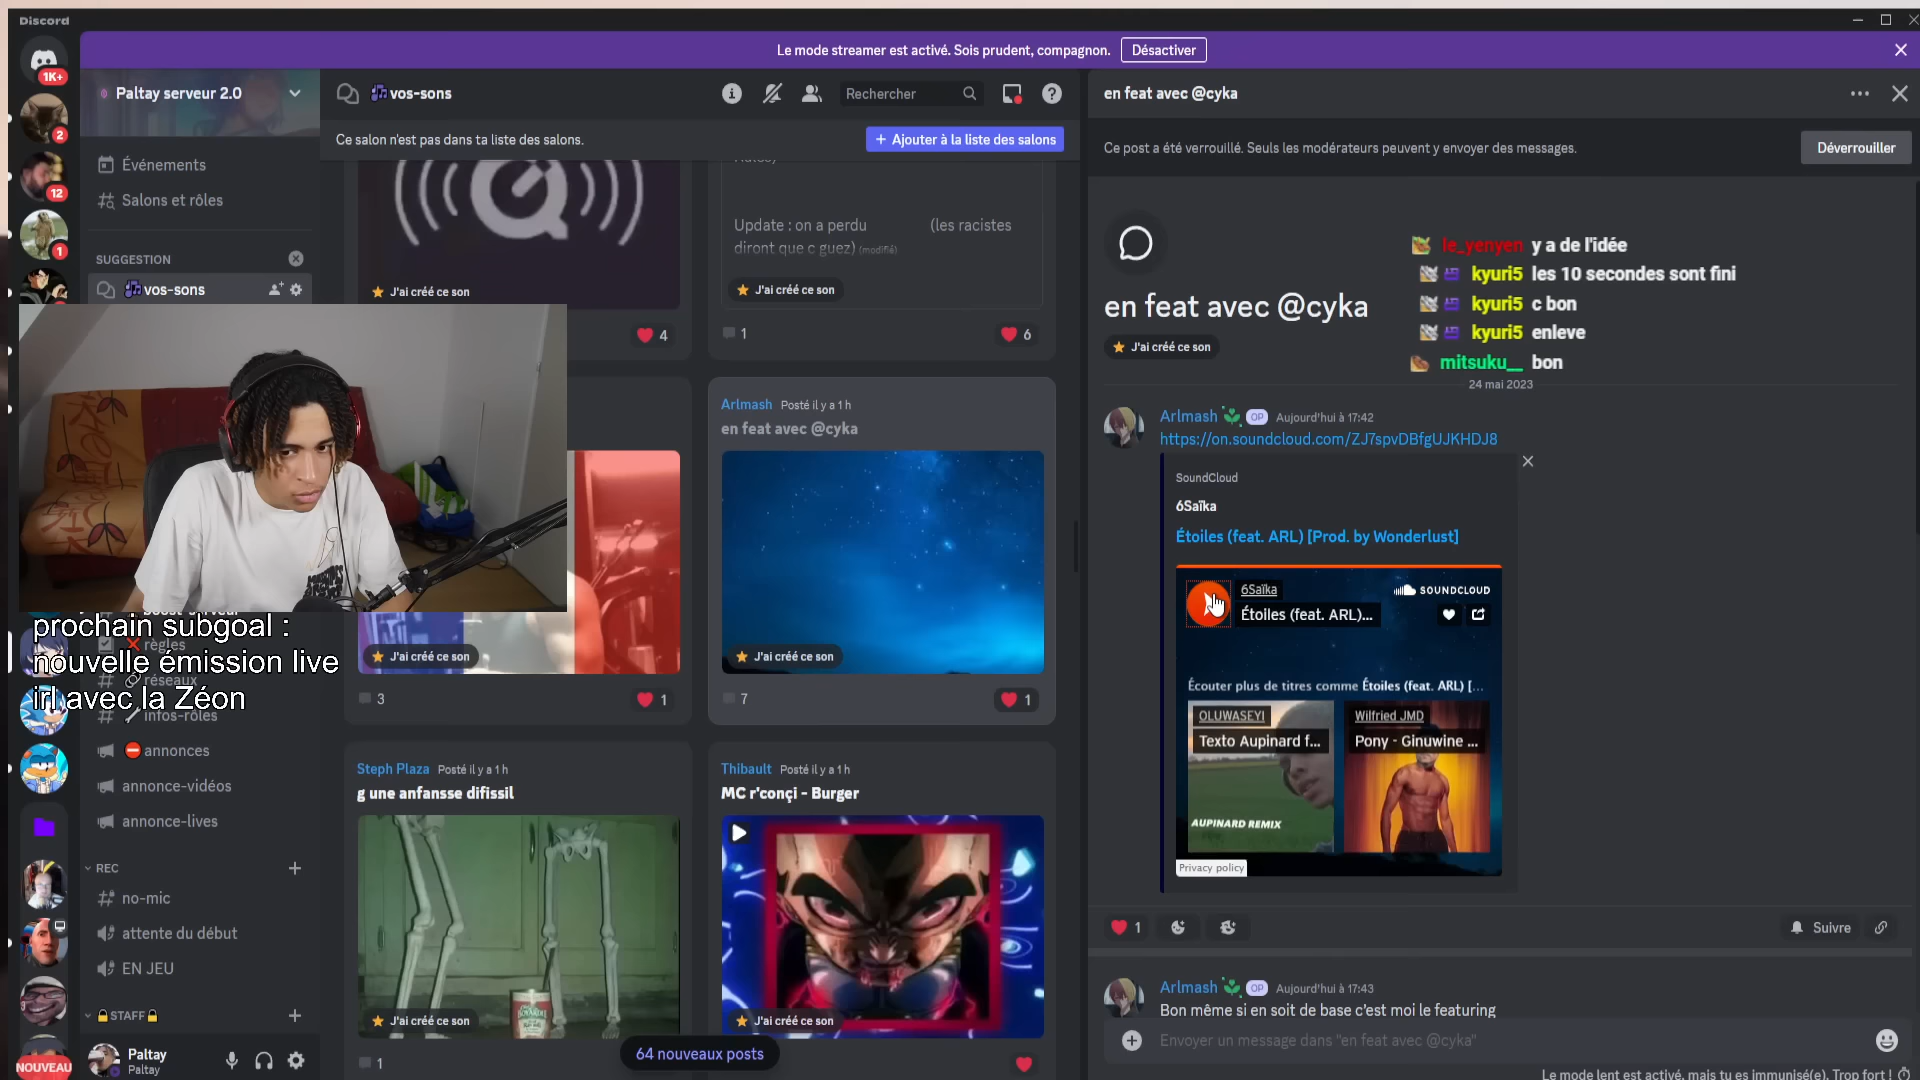 Discord
Le mode streamer est activé. Sois prudent, compagnon.
Désactiver
1K+
2
12
1
NOUVEAU
Paltay serveur 2.0
Événements
Salons et rôles
SUGGESTION
vos-sons
prochain subgoal :
règles
nouvelle émission live
réseaux
irl avec la Zéon
infos-rôles
annonces
annonce-vidéos
annonce-lives
REC
no-mic
attente du début
EN JEU
STAFF
Paltay
Paltay
vos-sons
Rechercher
Ce salon n'est pas dans ta liste des salons.
+ Ajouter à la liste des salons
J'ai créé ce son
4
Update : on a perdu (les racistes
diront que c guez) (modifié)
J'ai créé ce son
1
6
J'ai créé ce son
3
1
Arlmash Posté il y a 1 h
en feat avec @cyka
J'ai créé ce son
7
1
Steph Plaza Posté il y a 1 h
g une anfansse difissil
J'ai créé ce son
1
Thibault Posté il y a 1 h
MC r'conçi - Burger
J'ai créé ce son
64 nouveaux posts
en feat avec @cyka
Ce post a été verrouillé. Seuls les modérateurs peuvent y envoyer des messages.
Déverrouiller
le_yenyen y a de l'idée
kyuri5 les 10 secondes sont fini
kyuri5 c bon
kyuri5 enleve
mitsuku__ bon
en feat avec @cyka
J'ai créé ce son
24 mai 2023
Arlmash OP Aujourd'hui à 17:42
https://on.soundcloud.com/ZJ7spvDBfgUJKHDJ8
SoundCloud
6Saïka
Étoiles (feat. ARL) [Prod. by Wonderlust]
6Saïka
SOUNDCLOUD
Étoiles (feat. ARL)...
Écouter plus de titres comme Étoiles (feat. ARL) [...
OLUWASEYI
Texto Aupinard f...
AUPINARD REMIX
Wilfried JMD
Pony - Ginuwine ...
Privacy policy
1
Suivre
Arlmash OP Aujourd'hui à 17:43
Bon même si en soit de base c'est moi le featuring
Envoyer un message dans "en feat avec @cyka"
Le mode lent est activé, mais tu es immunisé(e). Trop fort !